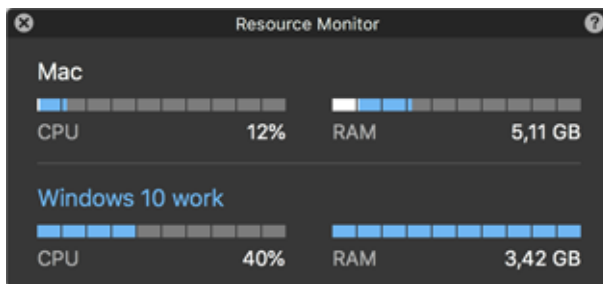 Resource Monitor
Mac
CPU 12% RAM 5,11 GB
Windows 10 work
CPU 40% RAM 3,42 GB